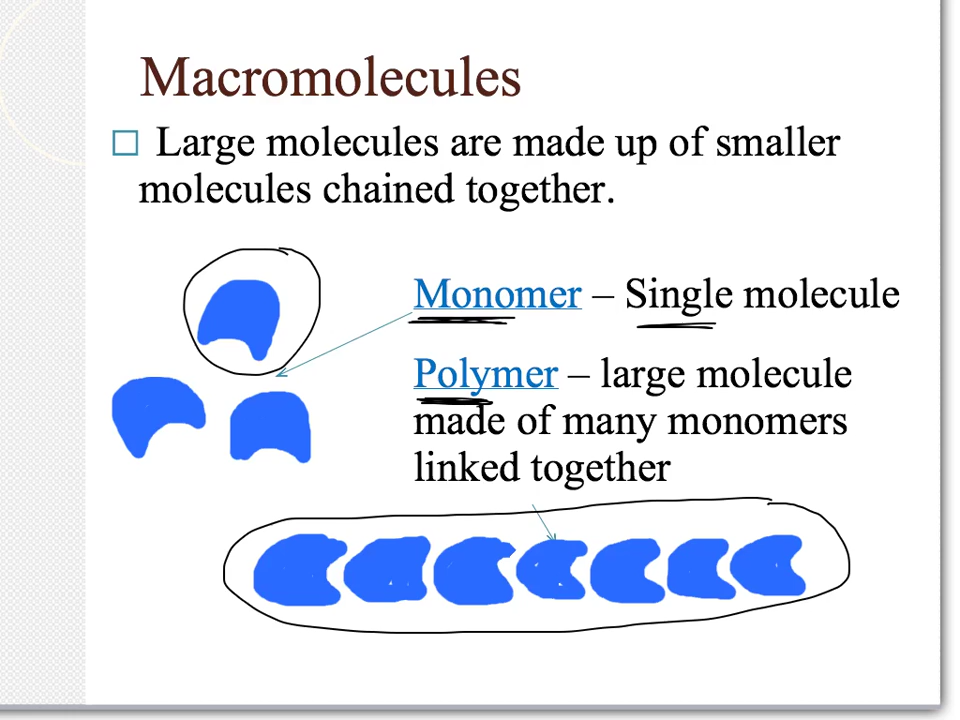 Macromolecules
Large molecules are made up of smaller
molecules chained together.
Monomer – Single molecule
Polymer – large molecule
made of many monomers
linked together